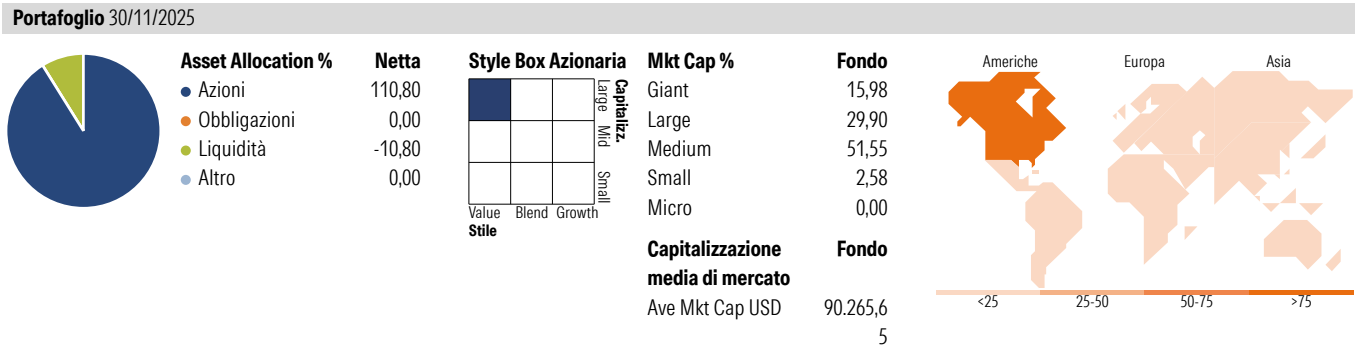 Portafoglio 30/11/2025
Asset Allocation % Netta
Azioni 110,80
Obbligazioni 0,00
Liquidità -10,80
Altro 0,00
Style Box Azionaria
Capitalizz.
Large Mid Small
Value Blend Growth
Stile
Mkt Cap % Fondo
Giant 15,98
Large 29,90
Medium 51,55
Small 2,58
Micro 0,00
Capitalizzazione Fondo
media di mercato
Ave Mkt Cap USD 90.265,6
5
Americhe Europa Asia
<25 25-50 50-75 >75